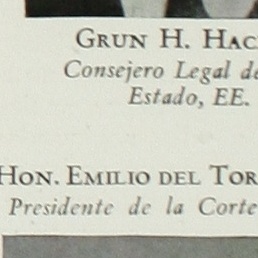 GRUN H. HAC
Consejero Legal de
Estado, EE.
HON. EMILIO DEL TOR
Presidente de la Corte